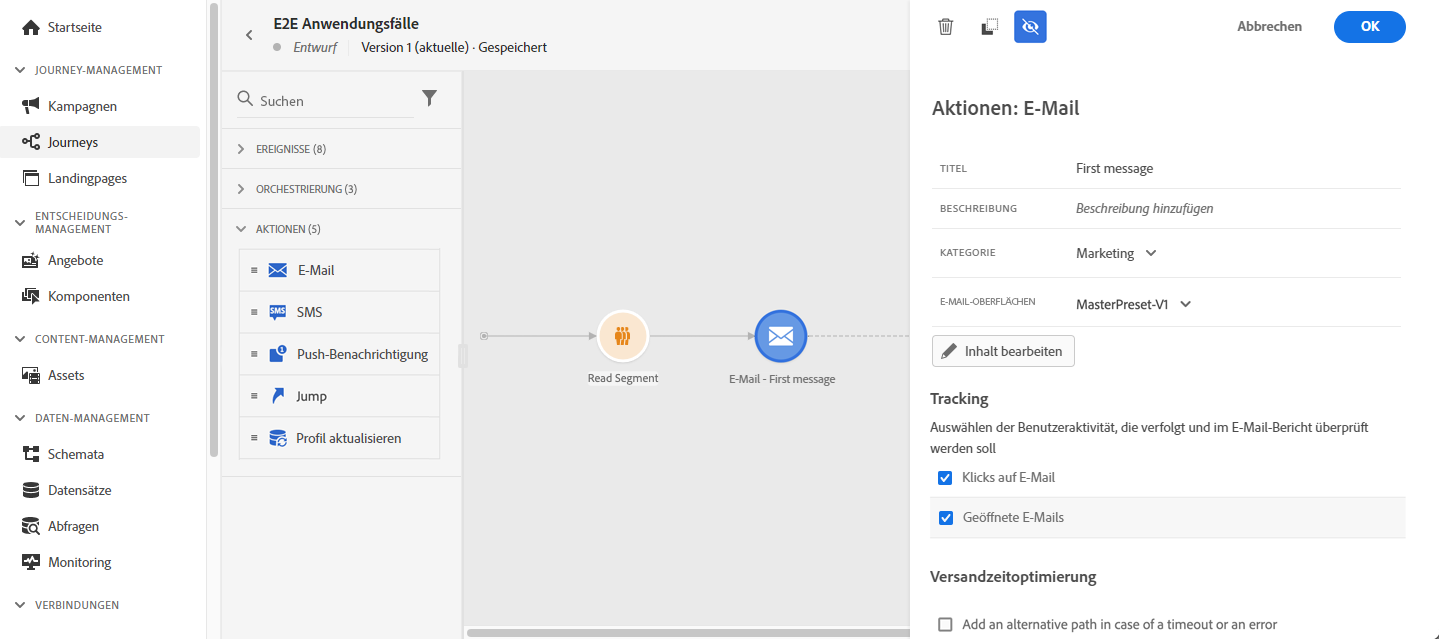 Startseite
JOURNEY-MANAGEMENT
Kampagnen
Journeys
Landingpages
ENTSCHEIDUNGS-
MANAGEMENT
Angebote
Komponenten
CONTENT-MANAGEMENT
Assets
DATEN-MANAGEMENT
Schemata
Datensätze
Abfragen
Monitoring
VERBINDUNGEN
E2E Anwendungsfälle
Entwurf Version 1 (aktuelle) · Gespeichert
Suchen
EREIGNISSE (8)
ORCHESTRIERUNG (3)
AKTIONEN (5)
E-Mail
SMS SMS
1 Push-Benachrichtigung
Jump
Profil aktualisieren
Read Segment
E-Mail - First message
Abbrechen OK
Aktionen: E-Mail
TITEL First message
BESCHREIBUNG Beschreibung hinzufügen
KATEGORIE Marketing
E-MAIL-OBERFLÄCHEN MasterPreset-V1
Inhalt bearbeiten
Tracking
Auswählen der Benutzeraktivität, die verfolgt und im E-Mail-Bericht überprüft
werden soll
Klicks auf E-Mail
Geöffnete E-Mails
Versandzeitoptimierung
Add an alternative path in case of a timeout or an error